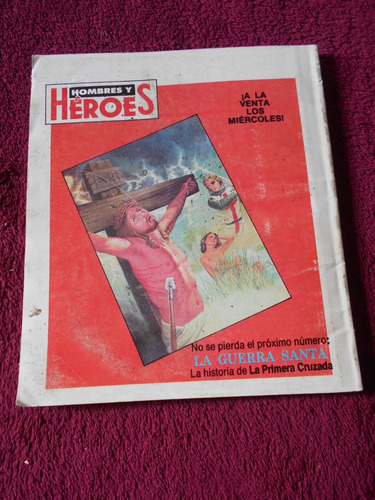 HOMBRES Y
HÉROES
¡A LA
VENTA
LOS
MIÉRCOLES!
INRI
No se pierda el próximo número:
LA GUERRA SANTA
La historia de La Primera Cruzada